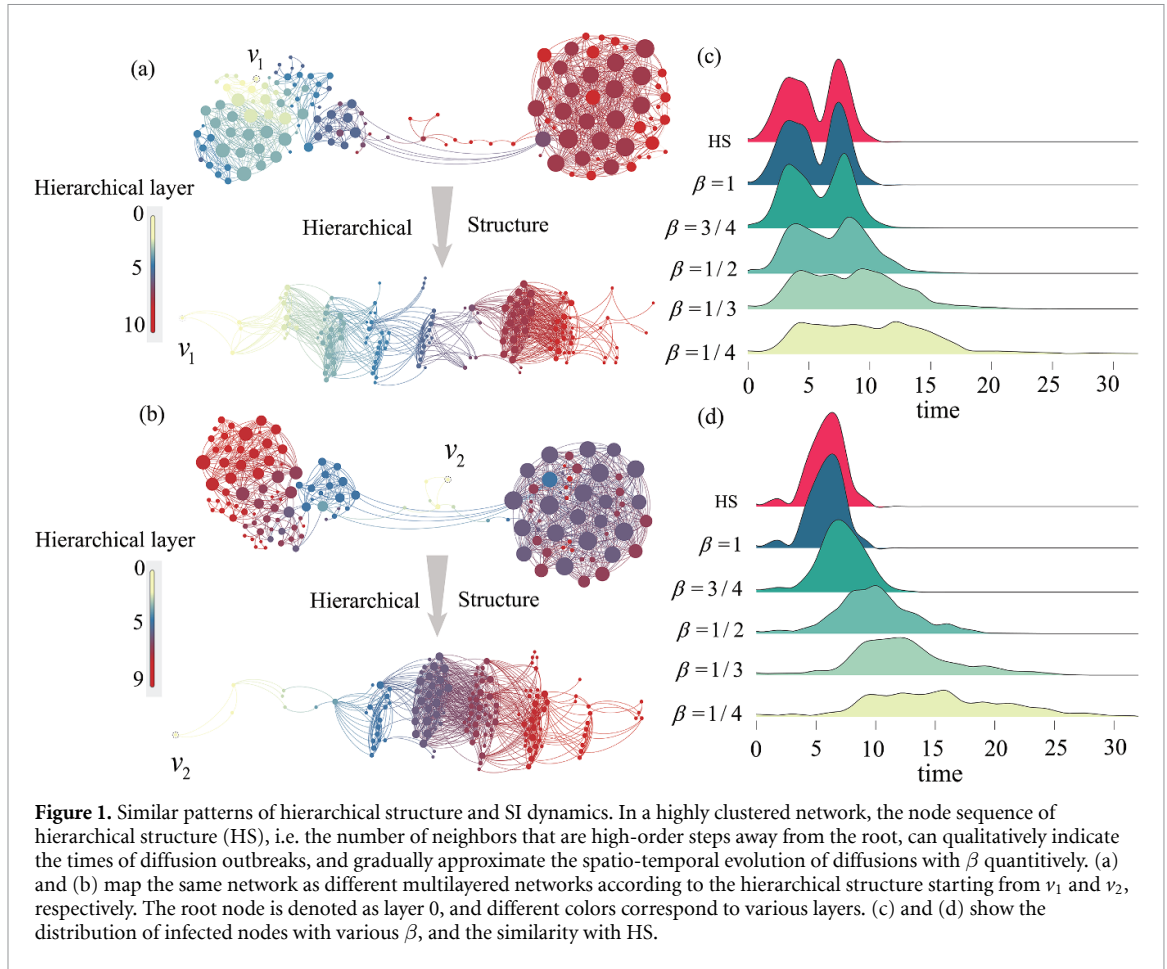 (a)
v1
Hierarchical layer
0
5
10
Hierarchical Structure
v1
(b)
v2
Hierarchical layer
0
5
9
Hierarchical Structure
v2
(c)
HS
β = 1
β = 3 / 4
β = 1 / 2
β = 1 / 3
β = 1 / 4
0 5 10 15 20 25 30
time
(d)
HS
β = 1
β = 3 / 4
β = 1 / 2
β = 1 / 3
β = 1 / 4
0 5 10 15 20 25 30
time
Figure 1. Similar patterns of hierarchical structure and SI dynamics. In a highly clustered network, the node sequence of
hierarchical structure (HS), i.e. the number of neighbors that are high-order steps away from the root, can qualitatively indicate
the times of diffusion outbreaks, and gradually approximate the spatio-temporal evolution of diffusions with β quantitively. (a)
and (b) map the same network as different multilayered networks according to the hierarchical structure starting from v1 and v2,
respectively. The root node is denoted as layer 0, and different colors correspond to various layers. (c) and (d) show the
distribution of infected nodes with various β, and the similarity with HS.